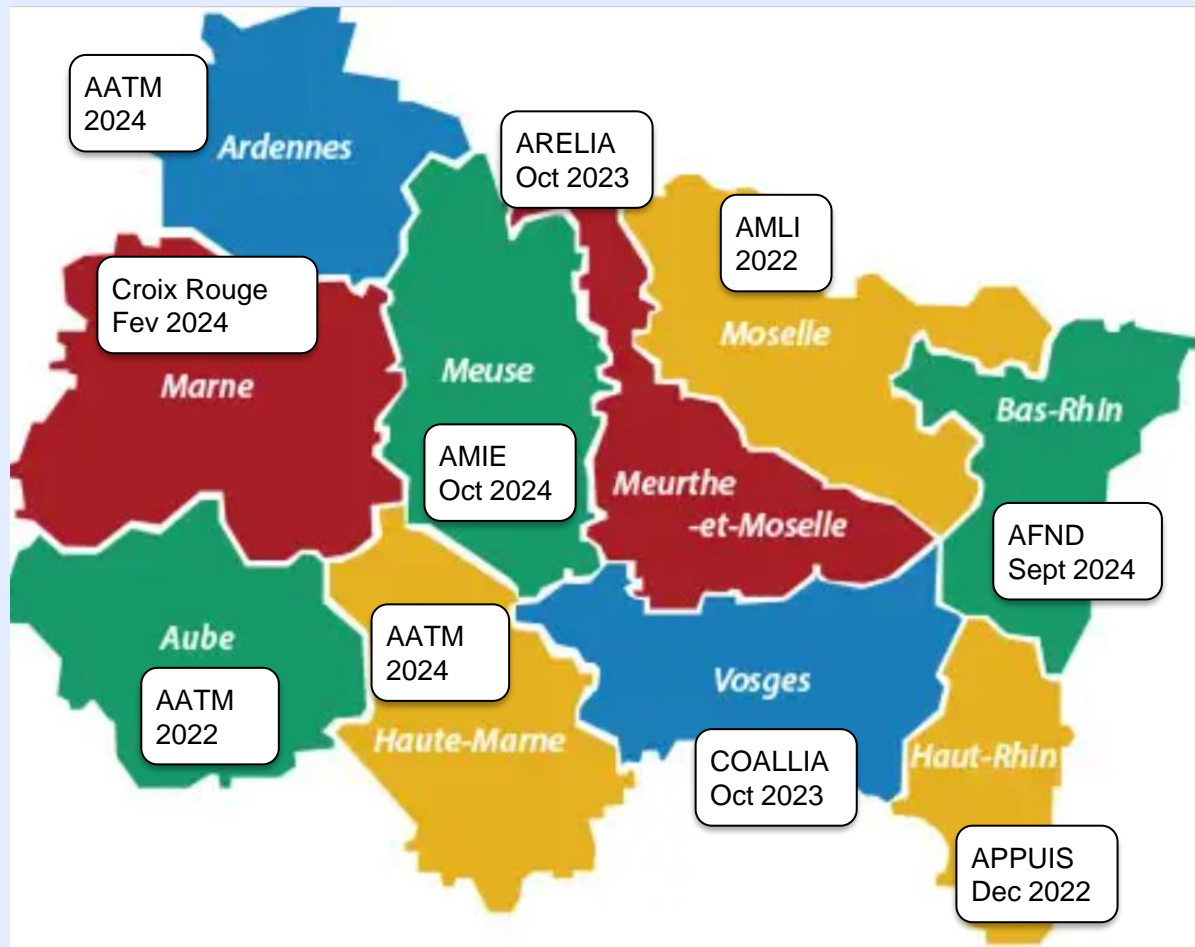 AATM
2024
Ardennes
ARELIA
Oct 2023
AMLI
2022
Croix Rouge
Fev 2024
Moselle
Marne
Meuse
Bas-Rhin
AMIE
Oct 2024
Meurthe
-et-Moselle
AFND
Sept 2024
Aube
AATM
2024
AATM
2022
Vosges
Haute-Marne
COALLIA
Oct 2023
Haut-Rhin
APPUIS
Dec 2022